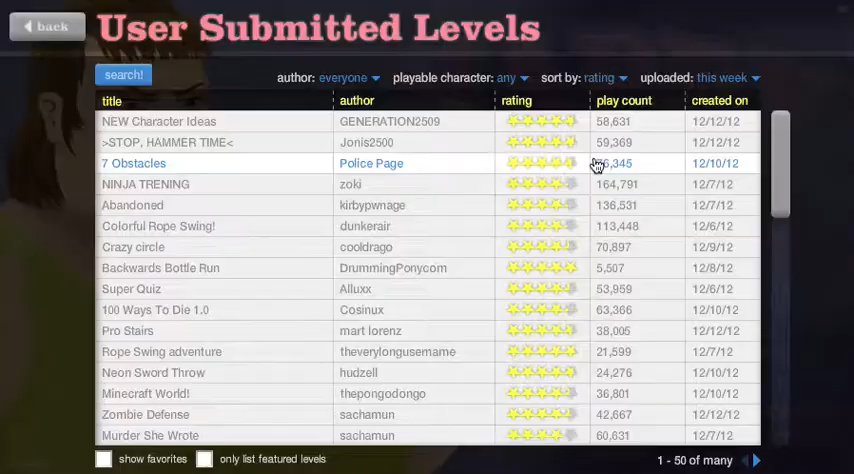 back
User Submitted Levels
search!
author: everyone playable character: any sort by: rating uploaded: this week
title author rating play count created on
NEW Character Ideas GENERATION2509 58,631 12/12/12
>STOP, HAMMER TIME< Jonis2500 59,369 12/12/12
7 Obstacles Police Page 6,345 12/10/12
NINJA TRENING zoki 164,791 12/7/12
Abandoned kirbypwnage 136,531 12/7/12
Colorful Rope Swing! dunkerair 113,448 12/6/12
Crazy circle cooldrago 70,897 12/9/12
Backwards Bottle Run DrummingPonycom 5,507 12/8/12
Super Quiz Alluxx 53,959 12/6/12
100 Ways To Die 1.0 Cosinux 63,366 12/10/12
Pro Stairs mart lorenz 38,005 12/12/12
Rope Swing adventure theverylongusername 21,599 12/7/12
Neon Sword Throw hudzell 24,276 12/10/12
Minecraft World! thepongodongo 36,801 12/10/12
Zombie Defense sachamun 42,667 12/12/12
Murder She Wrote sachamun 60,631 12/7/12
show favorites only list featured levels 1 - 50 of many